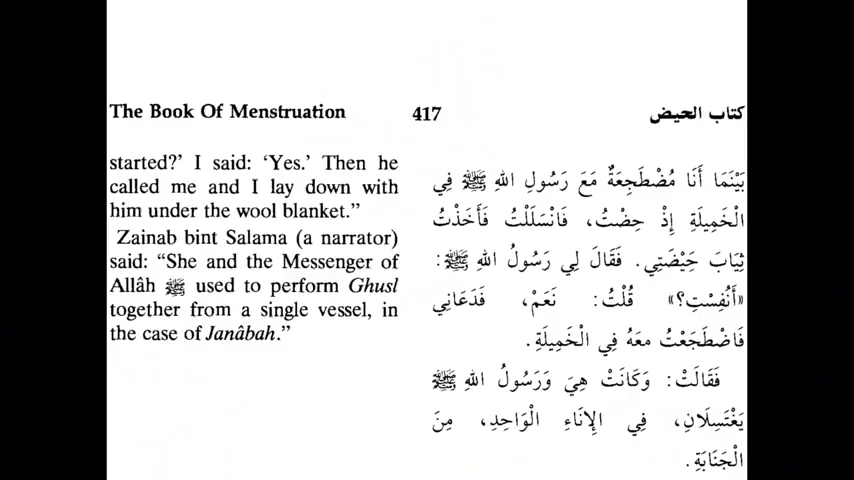 The Book Of Menstruation 417 كتاب الحيض
started?' I said: 'Yes.' Then he
called me and I lay down with
him under the wool blanket."
Zainab bint Salama (a narrator)
said: "She and the Messenger of
Allâh ﷺ used to perform Ghusl
together from a single vessel, in
the case of Janâbah."
بَيْنَمَا أَنَا مُضْطَجِعَةٌ مَعَ رَسُولِ اللهِ ﷺ فِي
الْخَمِيلَةِ إِذْ حِضْتُ، فَانْسَلَلْتُ فَأَخَذْتُ
ثِيَابَ حَيْضَتِي. فَقَالَ لِي رَسُولُ اللهِ ﷺ:
«أَنُفِسْتِ؟» قُلْتُ: نَعَمْ، فَدَعَانِي
فَاضْطَجَعْتُ معَهُ فِي الْخَمِيلَةِ.
فَقَالَتْ: وَكَانَتْ هِيَ وَرَسُولُ اللهِ ﷺ
يَغْتَسِلَانِ، فِي الإِنَاءِ الْوَاحِدِ، مِنَ
الْجَنَابَةِ.